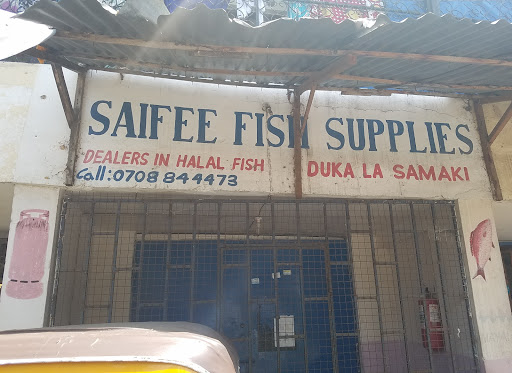 SAIFEE FISH SUPPLIES
DEALERS IN HALAL FISH DUKA LA SAMAKI
Call:0708 844473